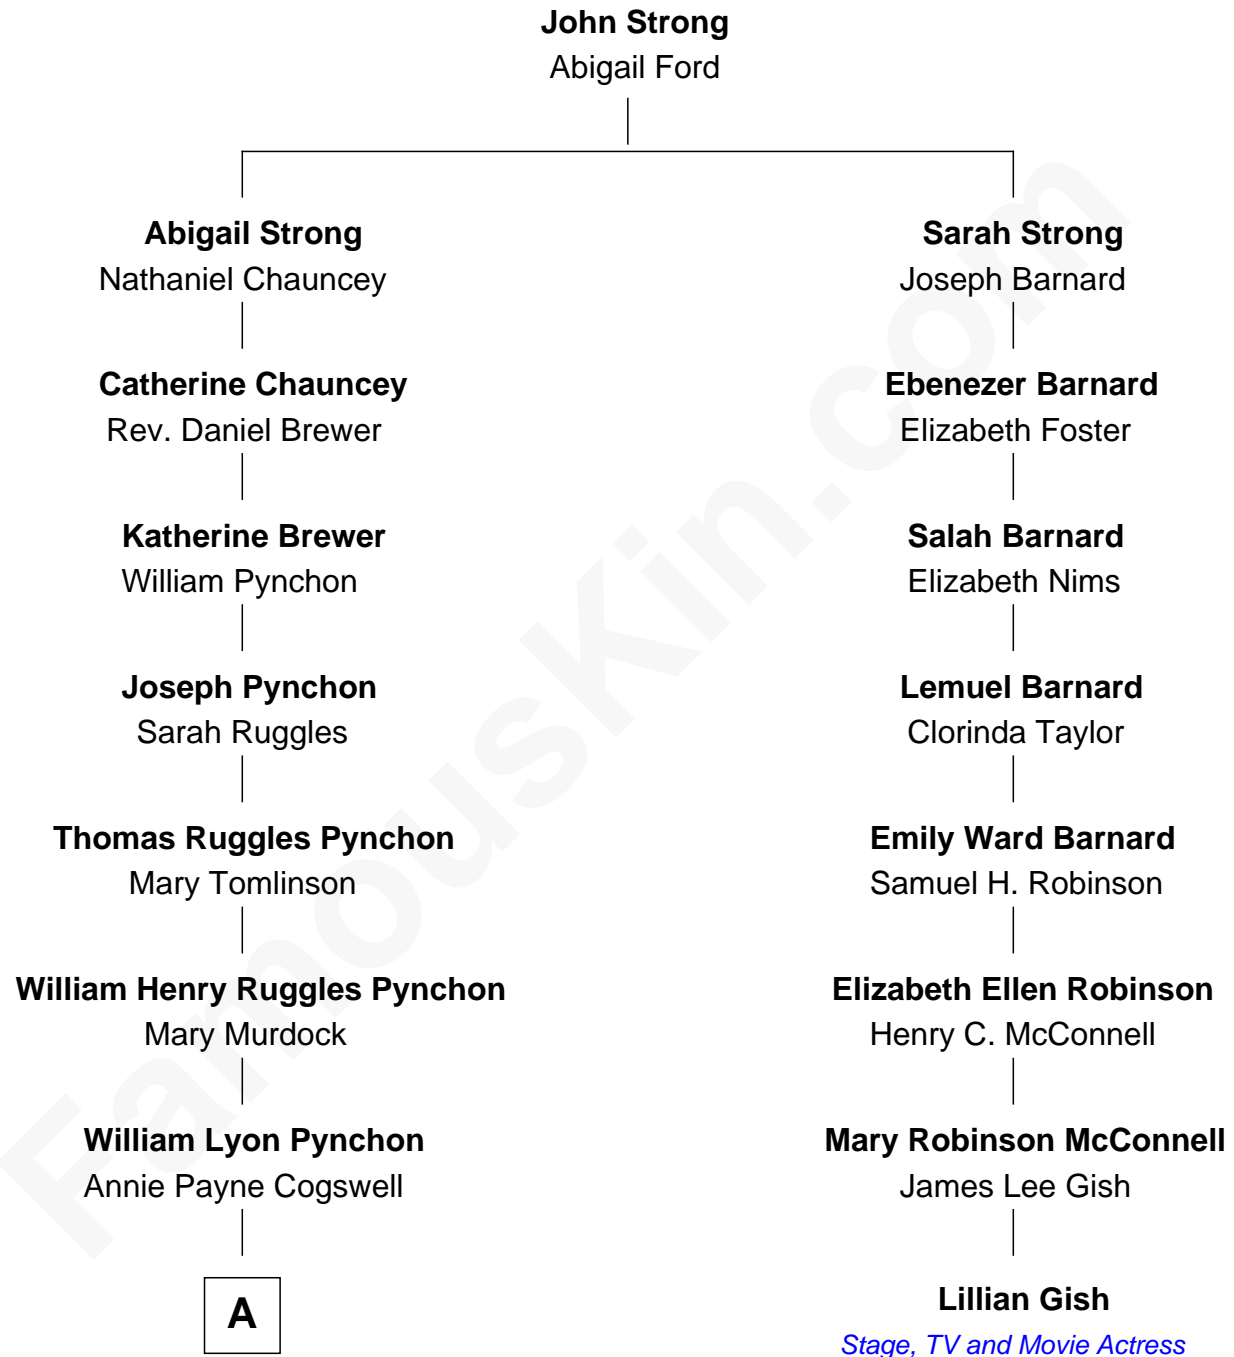 John Strong
Abigail Ford
Abigail Strong
Nathaniel Chauncey
Sarah Strong
Joseph Barnard
Catherine Chauncey
Rev. Daniel Brewer
Ebenezer Barnard
Elizabeth Foster
Katherine Brewer
William Pynchon
Salah Barnard
Elizabeth Nims
Joseph Pynchon
Sarah Ruggles
Lemuel Barnard
Clorinda Taylor
Thomas Ruggles Pynchon
Mary Tomlinson
Emily Ward Barnard
Samuel H. Robinson
William Henry Ruggles Pynchon
Mary Murdock
Elizabeth Ellen Robinson
Henry C. McConnell
William Lyon Pynchon
Annie Payne Cogswell
Mary Robinson McConnell
James Lee Gish
A
Lillian Gish
Stage, TV and Movie Actress
FamousKin.com